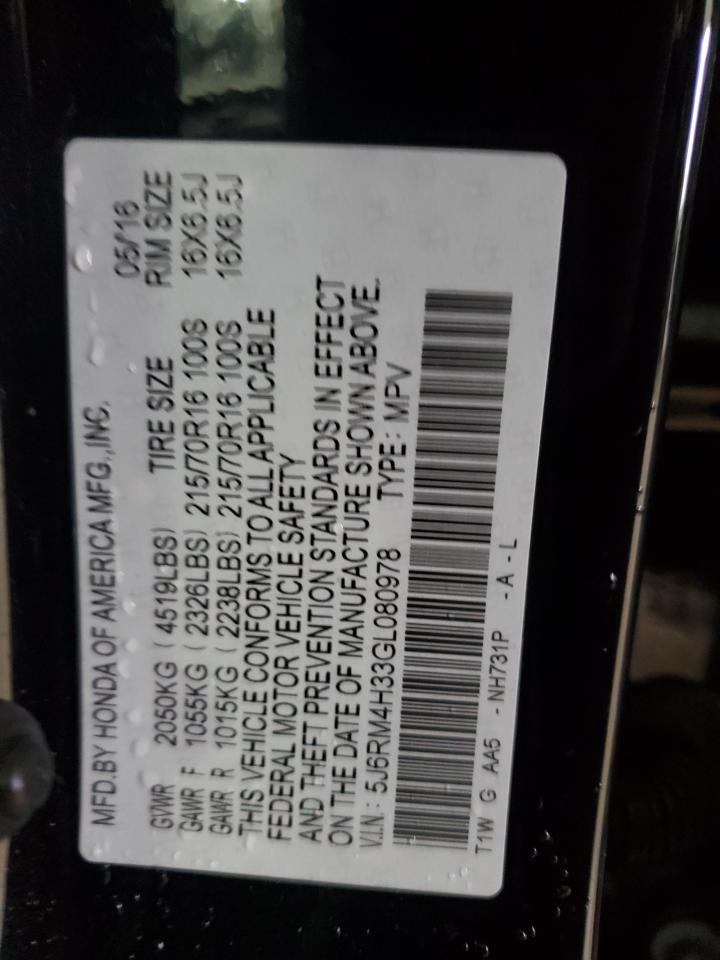 MFD.BY HONDA OF AMERICA MFG.,INC. 05/16
GVWR 2050KG ( 4519LBS) TIRE SIZE RIM SIZE
GAWR F 1055KG ( 2326LBS) 215/70R16 100S 16X6.5J
GAWR R 1015KG ( 2238LBS) 215/70R16 100S 16X6.5J
THIS VEHICLE CONFORMS TO ALL APPLICABLE
FEDERAL MOTOR VEHICLE SAFETY
AND THEFT PREVENTION STANDARDS IN EFFECT
ON THE DATE OF MANUFACTURE SHOWN ABOVE.
V.I.N.: 5J6RM4H33GL080978 TYPE: MPV
T1W G AA5 - NH731P - A - L